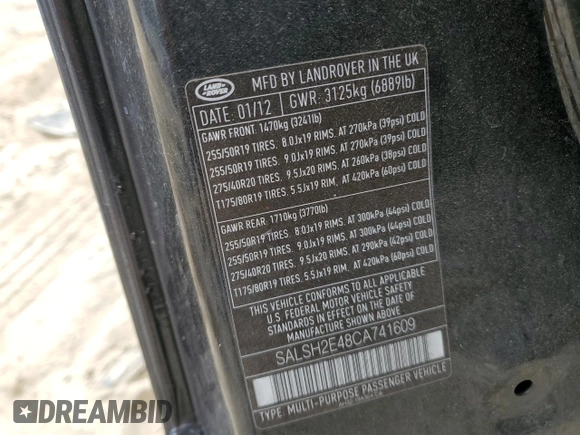 LAND ROVER
MFD BY LANDROVER IN THE UK
DATE: 01/12 GWR: 3125kg (6889lb)
GAWR FRONT: 1470kg (3241lb)
255/50R19 TIRES. 8.0Jx19 RIMS. AT 270kPa (39psi) COLD
255/50R19 TIRES. 9.0Jx19 RIMS. AT 270kPa (39psi) COLD
275/40R20 TIRES. 9.5Jx20 RIMS. AT 260kPa (38psi) COLD
T175/80R19 TIRES. 5.5Jx19 RIM. AT 420kPa (60psi) COLD
GAWR REAR: 1710kg (3770lb)
255/50R19 TIRES. 8.0Jx19 RIMS. AT 300kPa (44psi) COLD
255/50R19 TIRES. 9.0Jx19 RIMS. AT 300kPa (44psi) COLD
275/40R20 TIRES. 9.5Jx20 RIMS. AT 290kPa (42psi) COLD
T175/80R19 TIRES. 5.5Jx19 RIM. AT 420kPa (60psi) COLD
THIS VEHICLE CONFORMS TO ALL APPLICABLE
U.S FEDERAL MOTOR VEHICLE SAFETY
STANDARDS IN EFFECT ON THE DATE OF
MANUFACTURE SHOWN ABOVE
SALSH2E48CA741609
TYPE: MULTI-PURPOSE PASSENGER VEHICLE
DREAMBID